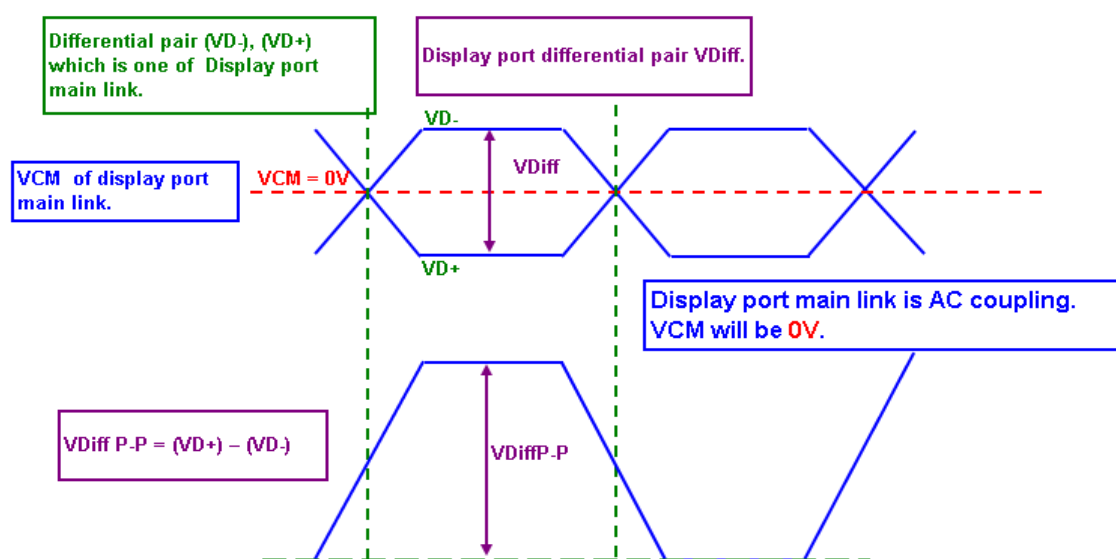 Differential pair (VD-), (VD+)
which is one of Display port
main link.
Display port differential pair VDiff.
VD-
VDiff
VCM of display port
main link.
VCM = 0V
VD+
Display port main link is AC coupling.
VCM will be 0V.
VDiff P-P = (VD+) – (VD-)
VDiffP-P